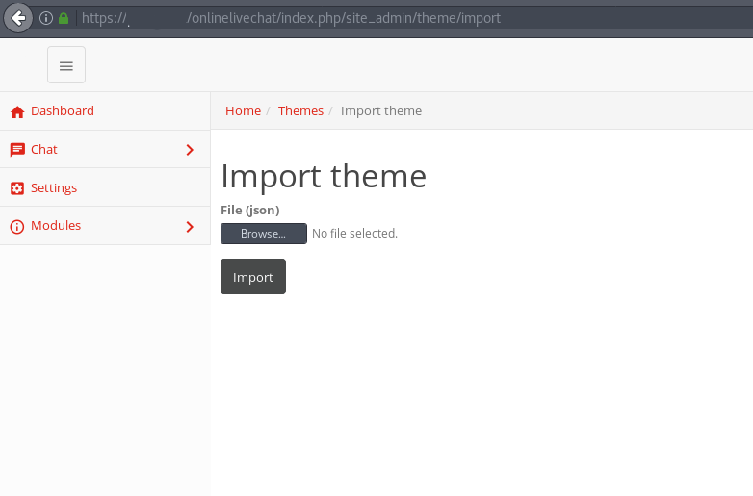 https:// /onlinelivechat/index.php/site_admin/theme/import
Home / Themes / Import theme
Dashboard
Chat
Settings
Modules
Import theme
File (json)
Browse... No file selected.
Import